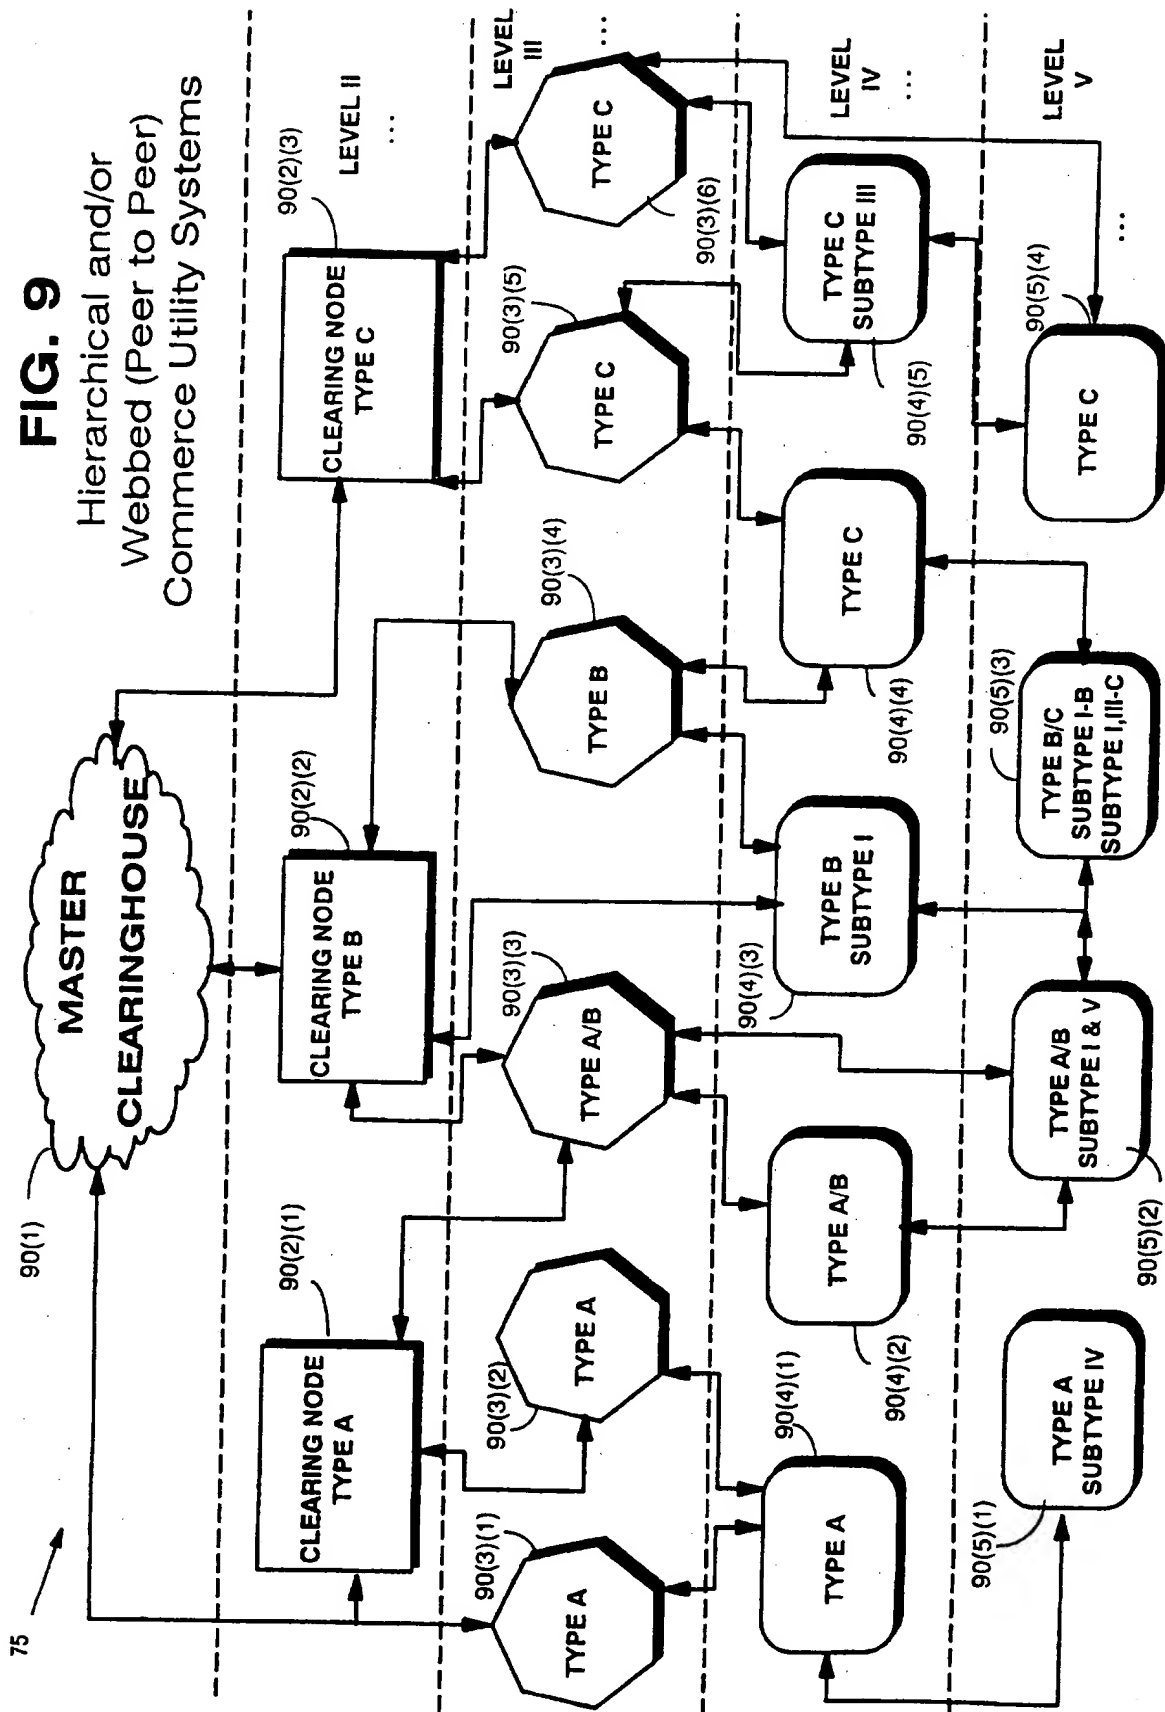 FIG. 9
Hierarchical and/or
Webbed (Peer to Peer)
Commerce Utility Systems
75
90(1)
MASTER
CLEARINGHOUSE
90(2)(1)
CLEARING NODE
TYPE A
90(2)(2)
CLEARING NODE
TYPE B
90(2)(3)
CLEARING NODE
TYPE C
LEVEL II
...
90(3)(1)
TYPE A
90(3)(2)
TYPE A
90(3)(3)
TYPE A/B
90(3)(4)
TYPE B
90(3)(5)
TYPE C
90(3)(6)
TYPE C
LEVEL
III
...
90(4)(1)
TYPE A
90(4)(2)
TYPE A/B
90(4)(3)
TYPE B
SUBTYPE I
90(4)(4)
TYPE C
90(4)(5)
TYPE C
SUBTYPE III
LEVEL
IV
...
90(5)(1)
TYPE A
SUBTYPE IV
90(5)(2)
TYPE A/B
SUBTYPE I & V
90(5)(3)
TYPE B/C
SUBTYPE I-B
SUBTYPE I,III-C
90(5)(4)
TYPE C
LEVEL
V
...